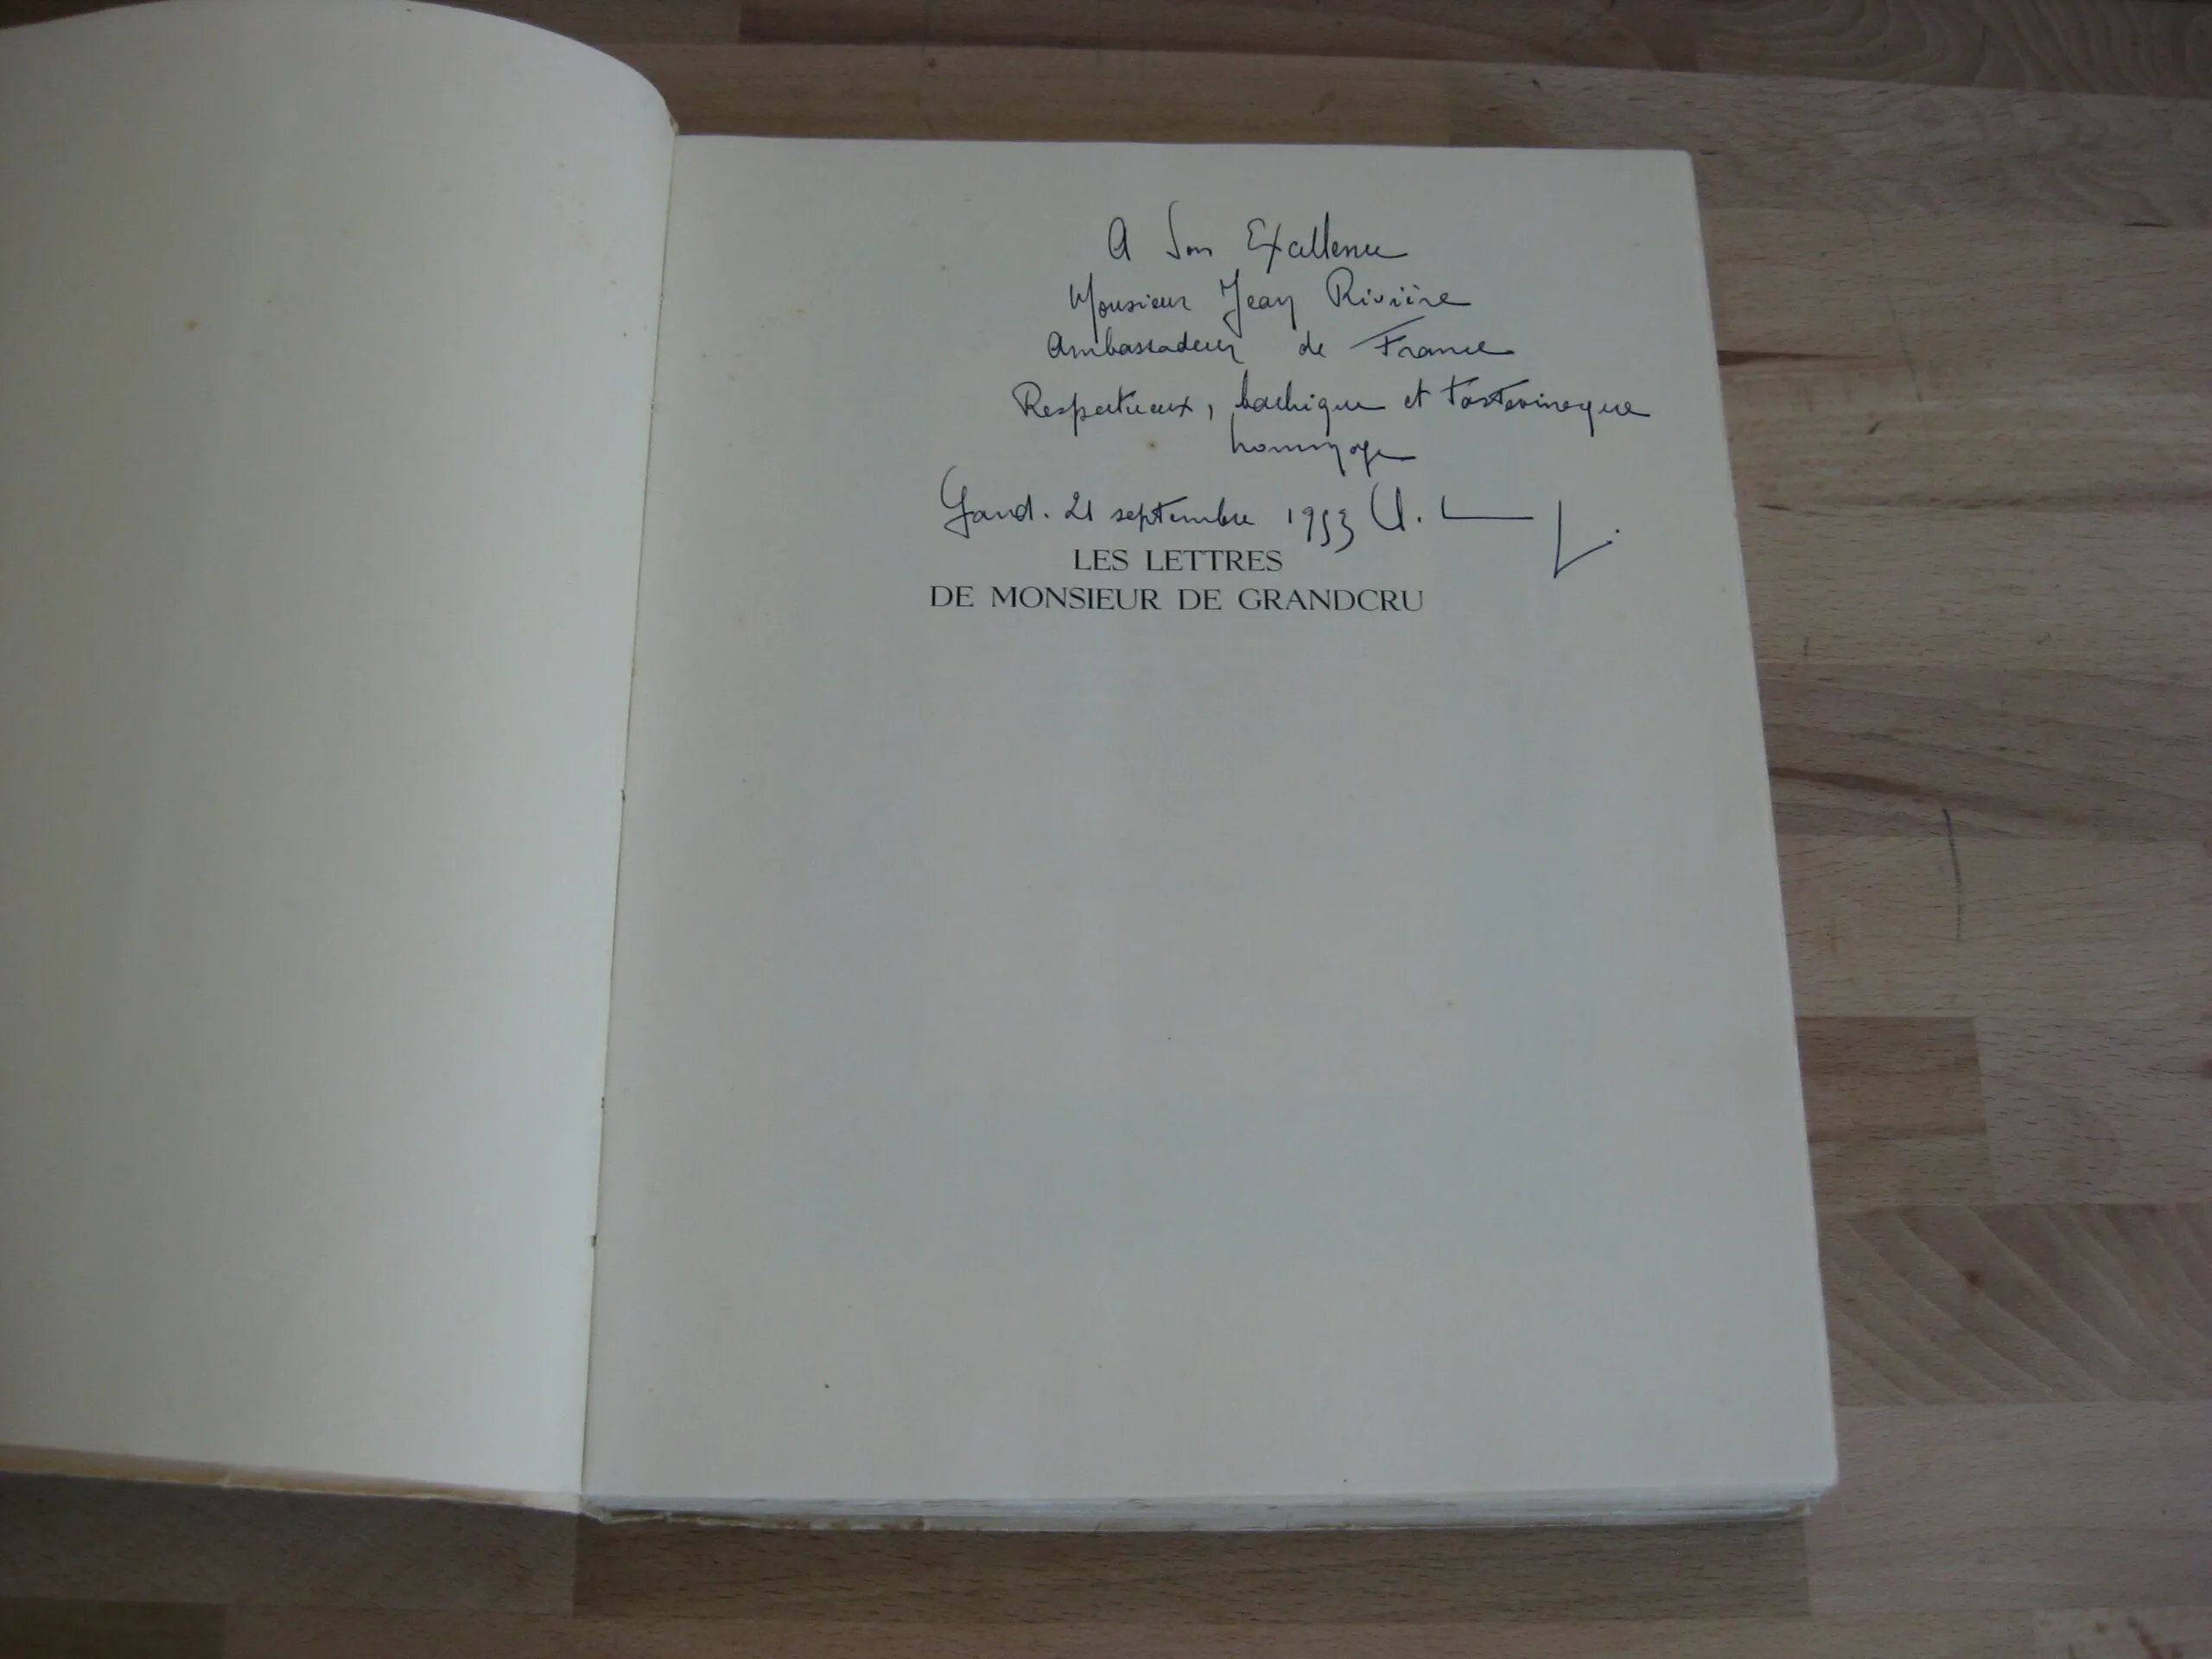 A Son Excellence
Monsieur Jean Rivière
Ambassadeur de France
Respectueux, bachique et tastevinesque
hommage
Gand. 21 septembre 1953
LES LETTRES
DE MONSIEUR DE GRANDCRU